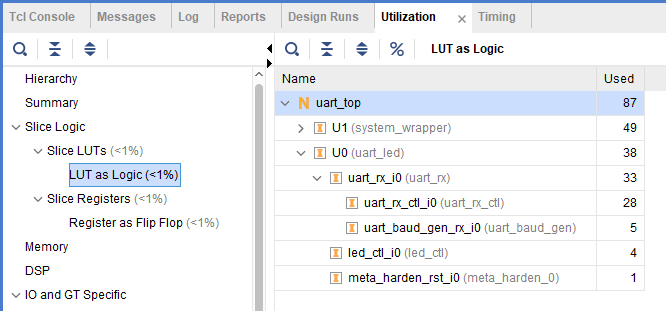 Tcl Console Messages Log Reports Design Runs Utilization Timing
LUT as Logic
Hierarchy
Summary
Slice Logic
Slice LUTs (<1%)
LUT as Logic (<1%)
Slice Registers (<1%)
Register as Flip Flop (<1%)
Memory
DSP
IO and GT Specific
Name Used
uart_top 87
U1 (system_wrapper) 49
U0 (uart_led) 38
uart_rx_i0 (uart_rx) 33
uart_rx_ctl_i0 (uart_rx_ctl) 28
uart_baud_gen_rx_i0 (uart_baud_gen) 5
led_ctl_i0 (led_ctl) 4
meta_harden_rst_i0 (meta_harden_0) 1